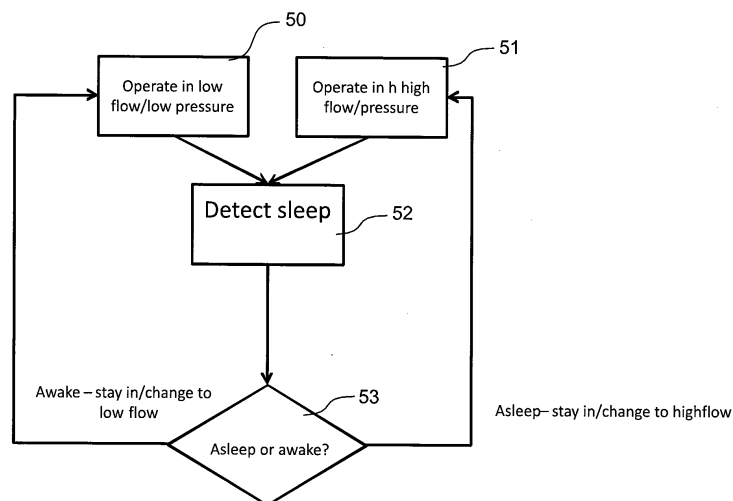 50
51
Operate in low
flow/low pressure
Operate in h high
flow/pressure
Detect sleep
52
Awake – stay in/change to
low flow
53
Asleep– stay in/change to highflow
Asleep or awake?